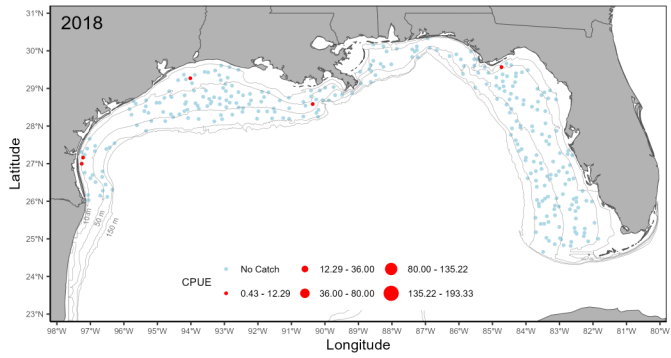 2018
31°N
30°N
29°N
28°N
27°N
26°N
25°N
24°N
23°N
Latitude
10 m
50 m
150 m
CPUE
No Catch
12.29 - 36.00
80.00 - 135.22
0.43 - 12.29
36.00 - 80.00
135.22 - 193.33
98°W 97°W 96°W 95°W 94°W 93°W 92°W 91°W 90°W 89°W 88°W 87°W 86°W 85°W 84°W 83°W 82°W 81°W 80°W
Longitude